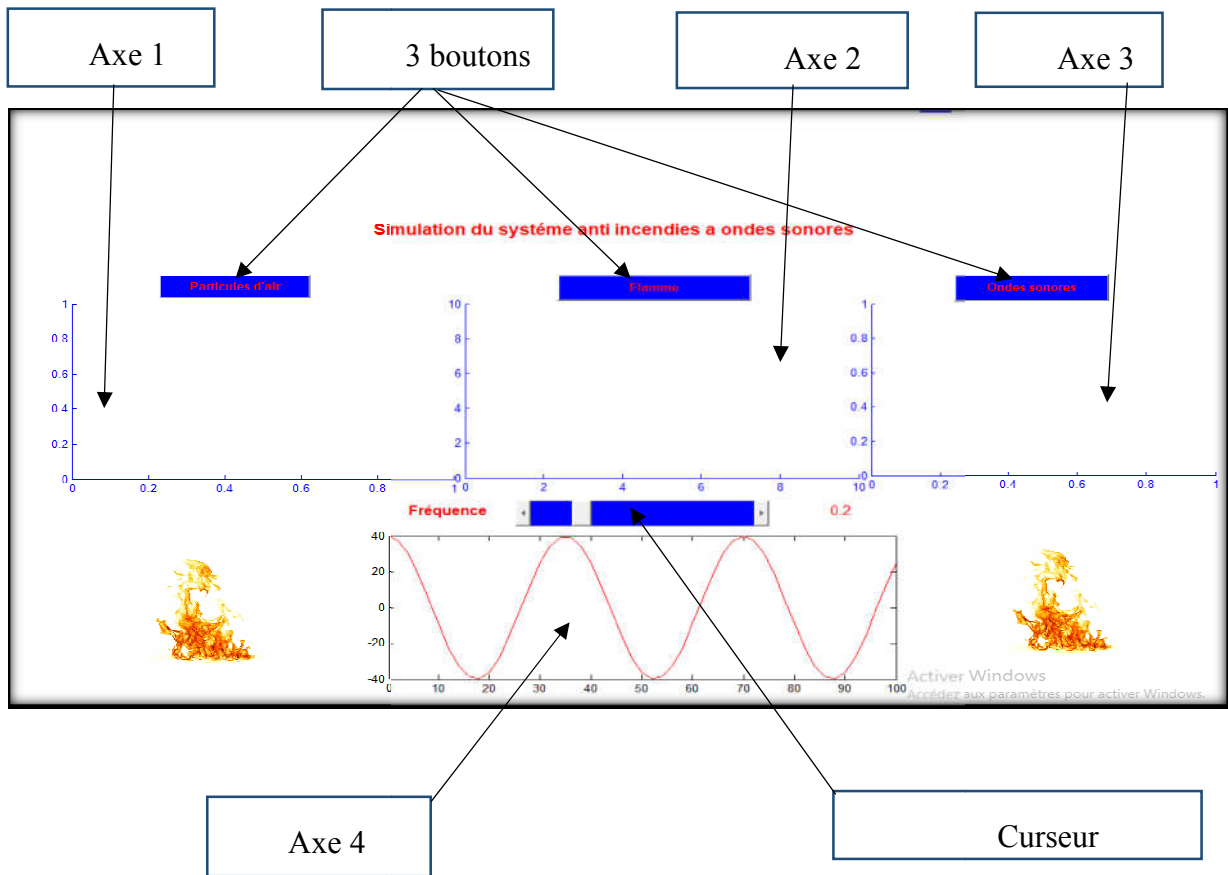 Axe 1
3 boutons
Axe 2
Axe 3
Simulation du systéme anti incendies a ondes sonores
Particules d'air
Flamme
Ondes sonores
1
0.8
0.6
0.4
0.2
0
0 0.2 0.4 0.6 0.8 1
10
8
6
4
2
0
0 2 4 6 8 10
1
0.8
0.6
0.4
0.2
0
0 0.2 0.4 0.6 0.8 1
Fréquence
0.2
40
20
0
-20
-40
0 10 20 30 40 50 60 70 80 90 100
Activer Windows
Accédez aux paramètres pour activer Windows.
Axe 4
Curseur